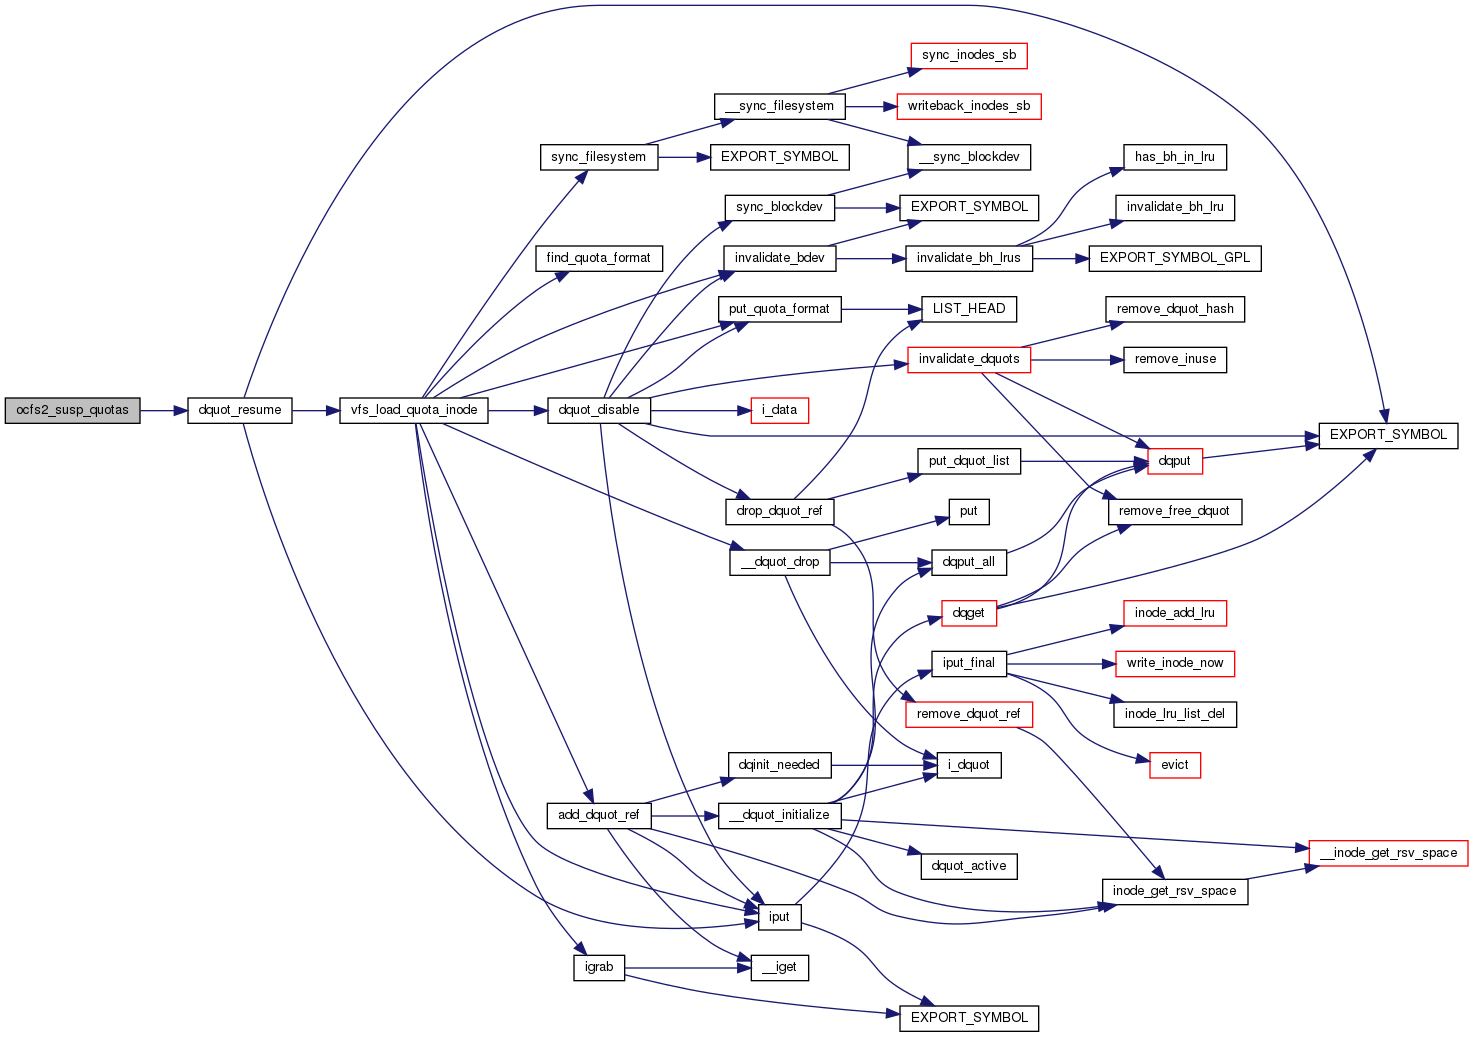 sync_inodes_sb
__sync_filesystem
writeback_inodes_sb
sync_filesystem
EXPORT_SYMBOL
__sync_blockdev
has_bh_in_lru
sync_blockdev
EXPORT_SYMBOL
invalidate_bh_lru
find_quota_format
invalidate_bdev
invalidate_bh_lrus
EXPORT_SYMBOL_GPL
put_quota_format
LIST_HEAD
remove_dquot_hash
invalidate_dquots
remove_inuse
ocfs2_susp_quotas
dquot_resume
vfs_load_quota_inode
dquot_disable
i_data
EXPORT_SYMBOL
put_dquot_list
dqput
drop_dquot_ref
put
remove_free_dquot
__dquot_drop
dqput_all
dqget
inode_add_lru
iput_final
write_inode_now
remove_dquot_ref
inode_lru_list_del
dqinit_needed
i_dquot
evict
add_dquot_ref
__dquot_initialize
dquot_active
__inode_get_rsv_space
inode_get_rsv_space
iput
igrab
__iget
EXPORT_SYMBOL